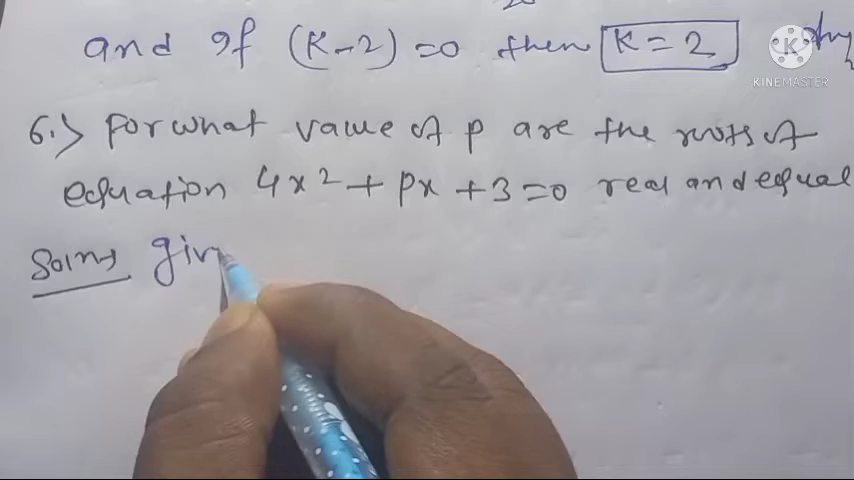 and If (K-2) =0 then K = 2
KINEMASTER
6.> For what value of p are the roots of
equation 4x² + px +3=0 real and equal
Soln→ giv